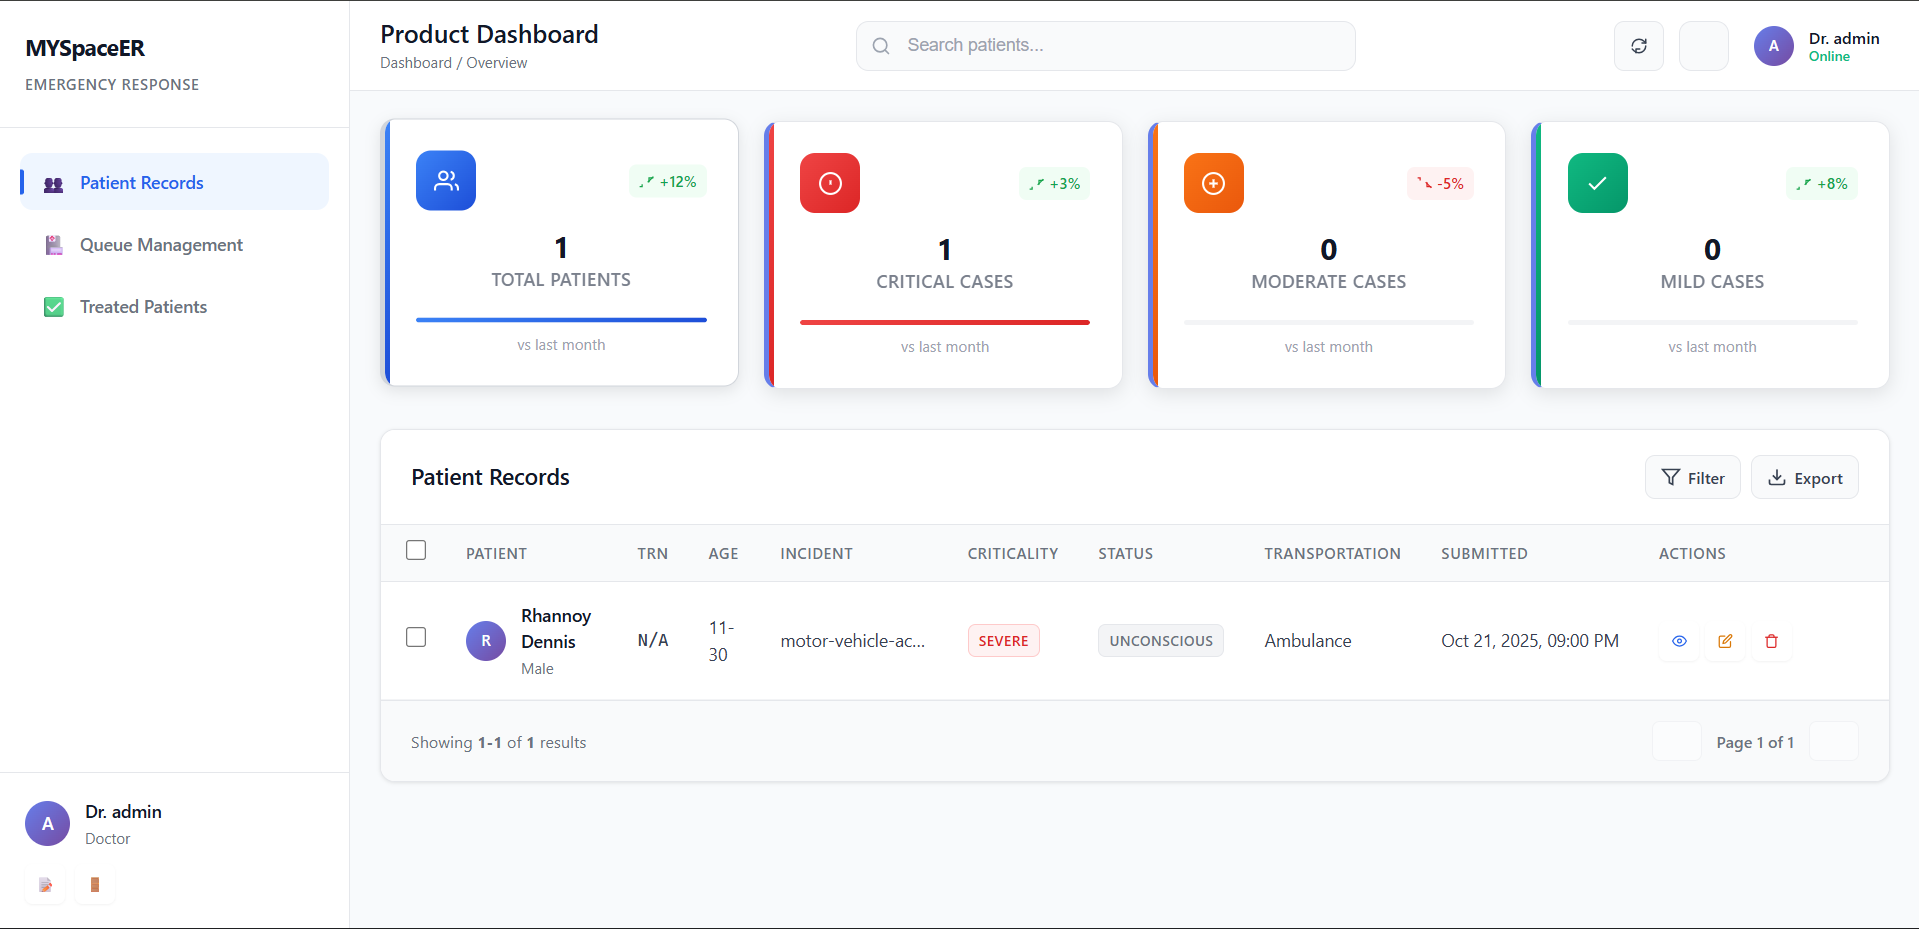 MYSpaceER
EMERGENCY RESPONSE
Patient Records
Queue Management
Treated Patients
A
Dr. admin
Doctor
Product Dashboard
Dashboard / Overview
Search patients...
A
Dr. admin
Online
+12%
1
TOTAL PATIENTS
vs last month
+3%
1
CRITICAL CASES
vs last month
-5%
0
MODERATE CASES
vs last month
+8%
0
MILD CASES
vs last month
Patient Records
Filter
Export
PATIENT TRN AGE INCIDENT CRITICALITY STATUS TRANSPORTATION SUBMITTED ACTIONS
R
Rhannoy
Dennis
Male
N/A
11-
30
motor-vehicle-ac...
SEVERE
UNCONSCIOUS
Ambulance
Oct 21, 2025, 09:00 PM
Showing 1-1 of 1 results
Page 1 of 1